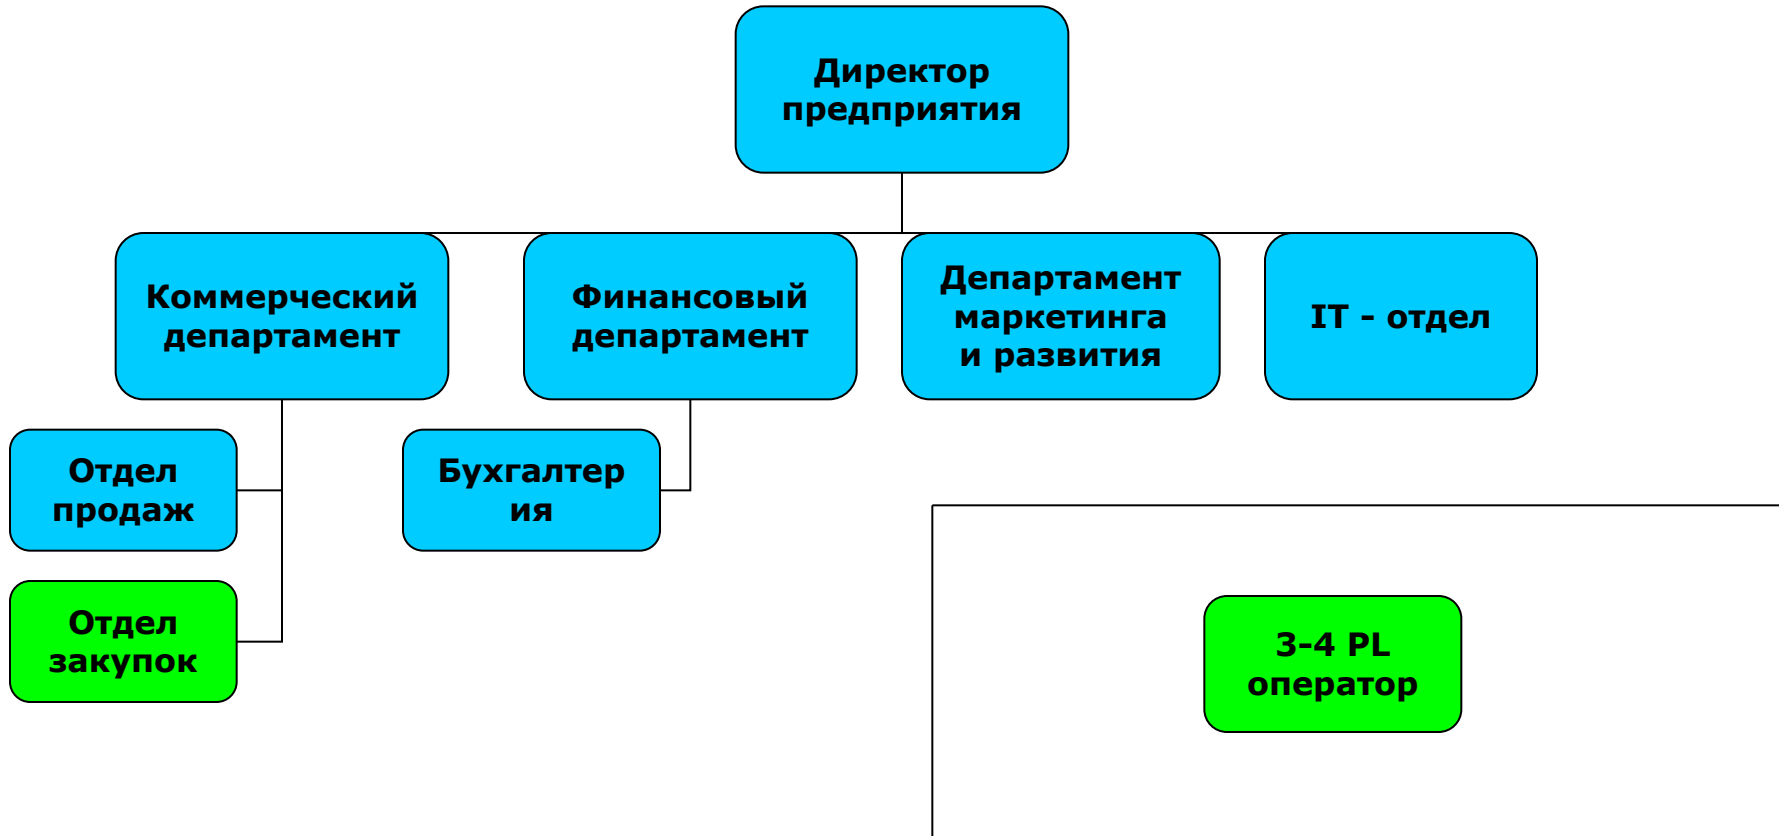 Директор
предприятия
Коммерческий
департамент
Финансовый
департамент
Департамент
маркетинга
и развития
IT - отдел
Отдел
продаж
Бухгалтер
ия
Отдел
закупок
3-4 PL
оператор